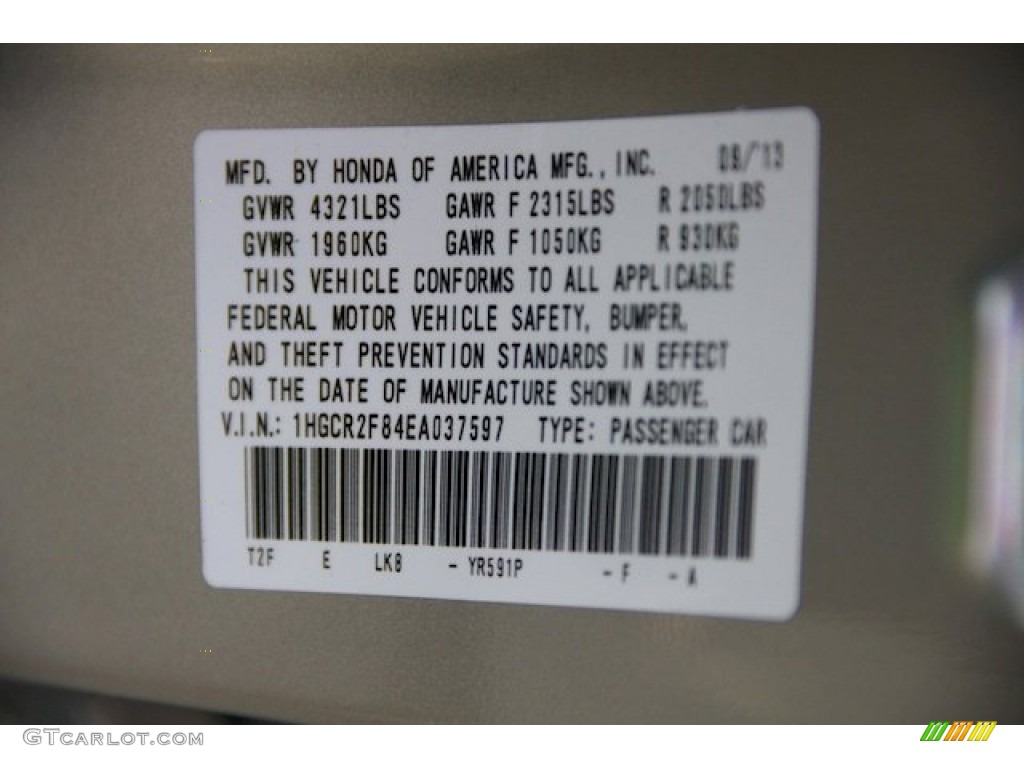 MFD. BY HONDA OF AMERICA MFG., INC. 09/13
GVWR 4321LBS GAWR F 2315LBS R 2050LBS
GVWR 1960KG GAWR F 1050KG R 930KG
THIS VEHICLE CONFORMS TO ALL APPLICABLE
FEDERAL MOTOR VEHICLE SAFETY, BUMPER,
AND THEFT PREVENTION STANDARDS IN EFFECT
ON THE DATE OF MANUFACTURE SHOWN ABOVE.
V.I.N.: 1HGCR2F84EA037597 TYPE: PASSENGER CAR
T2F E LK8 - YR591P - F - A
GTCARLOT.COM